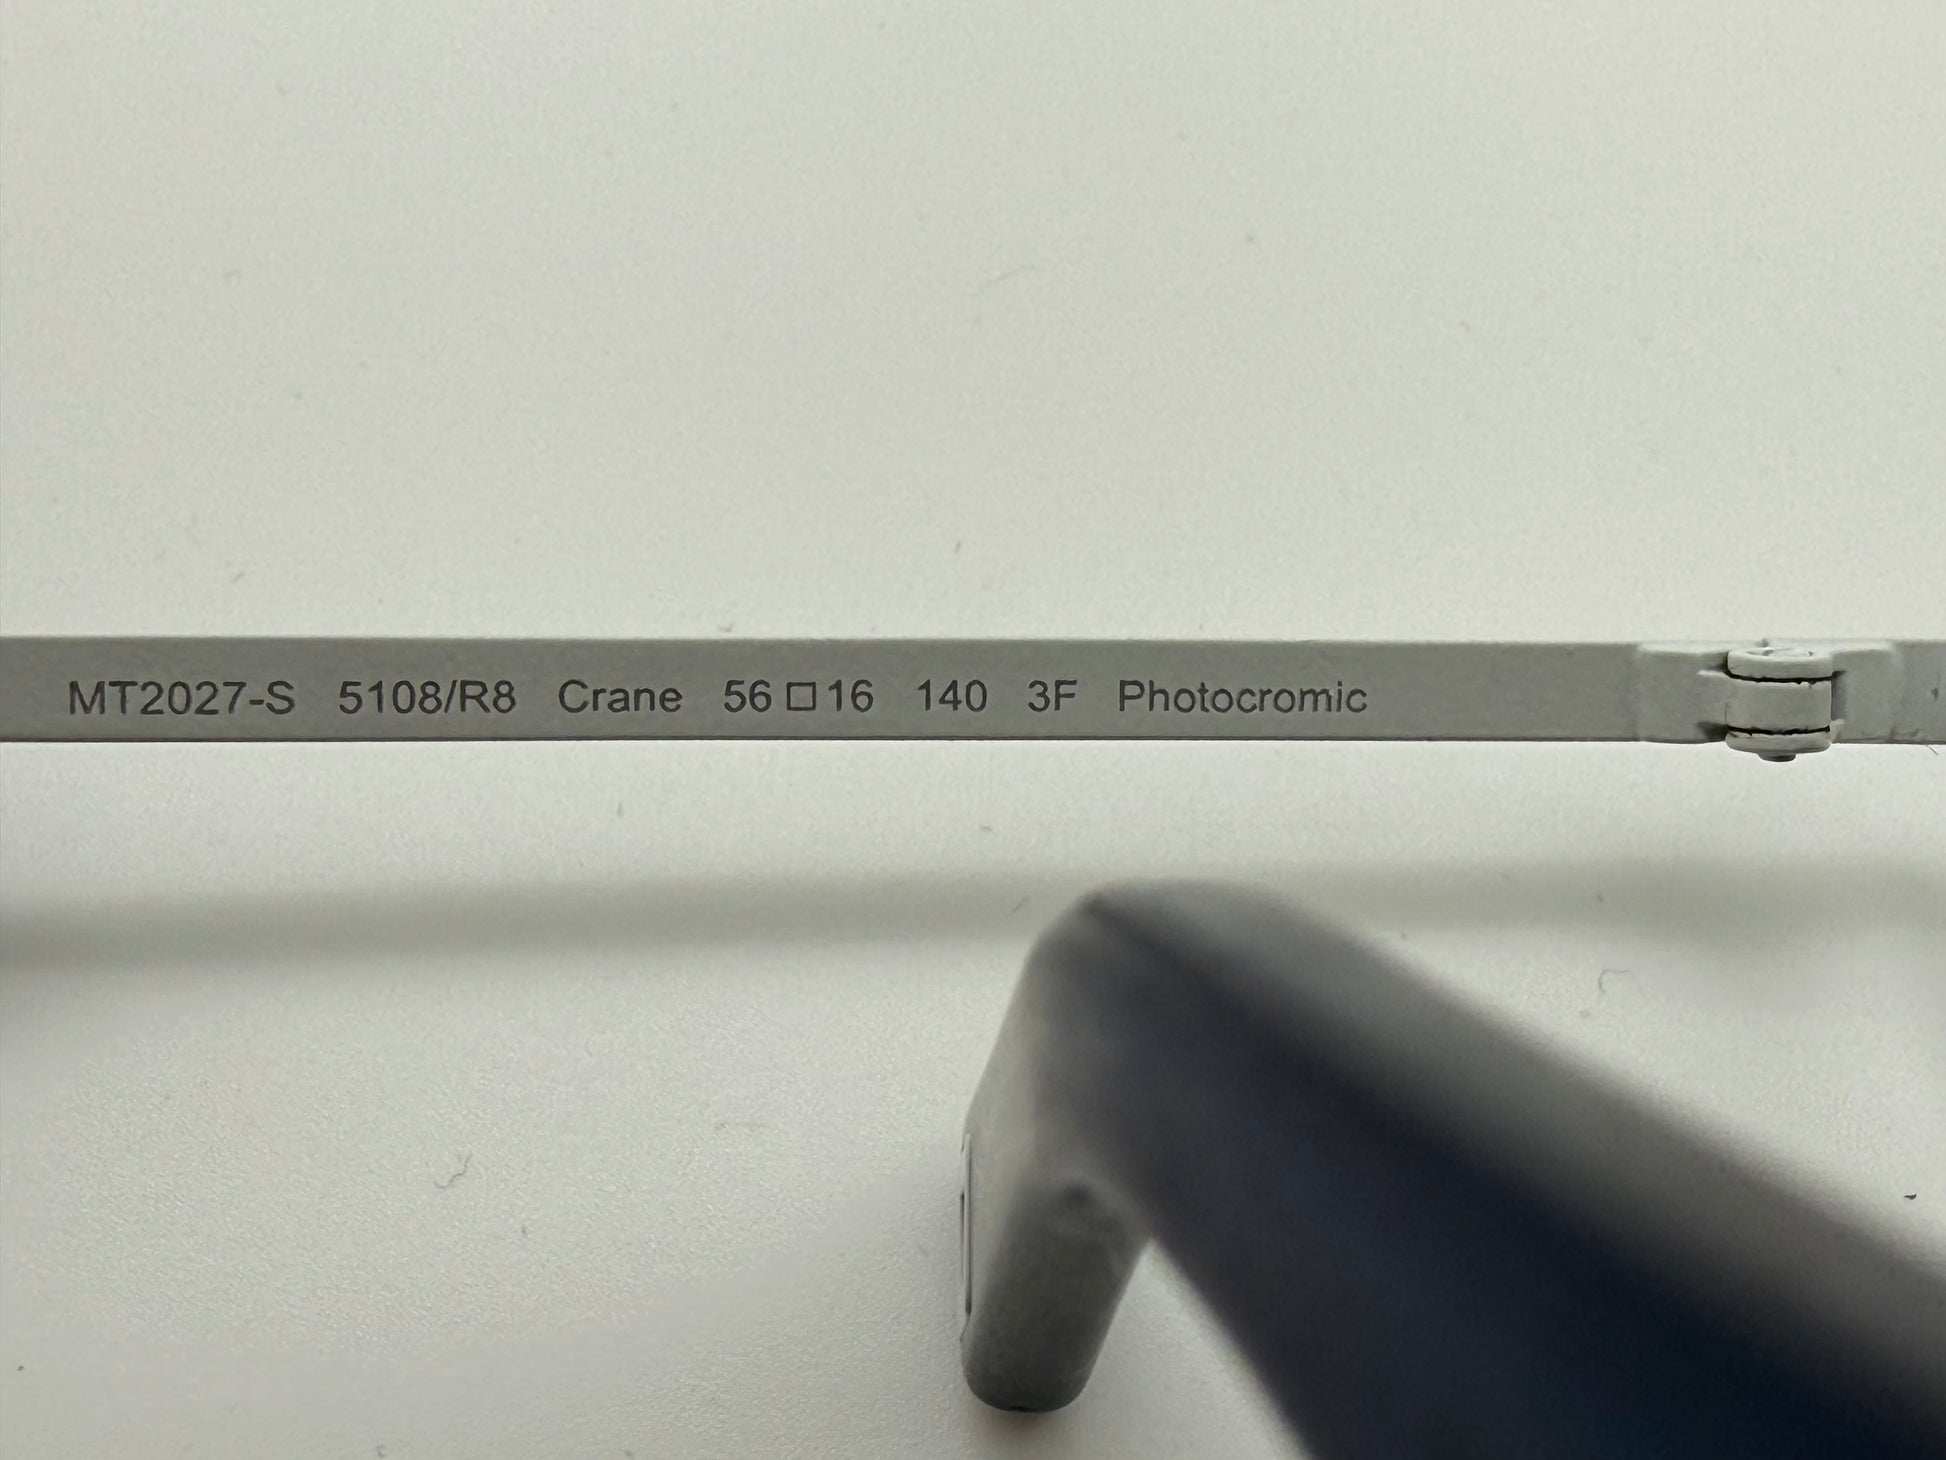 MT2027-S 5108/R8 Crane 56□16 140 3F Photocromic